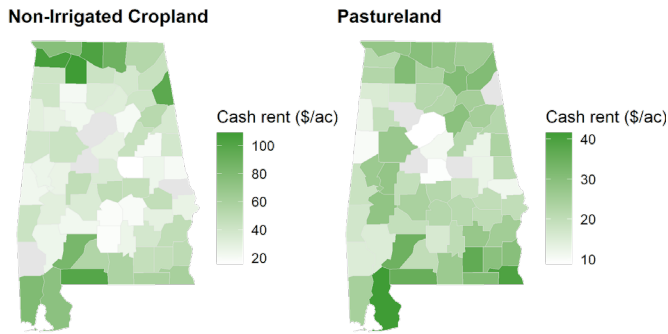 Non-Irrigated Cropland
Cash rent ($/ac)
100
80
60
40
20
Pastureland
Cash rent ($/ac)
40
30
20
10